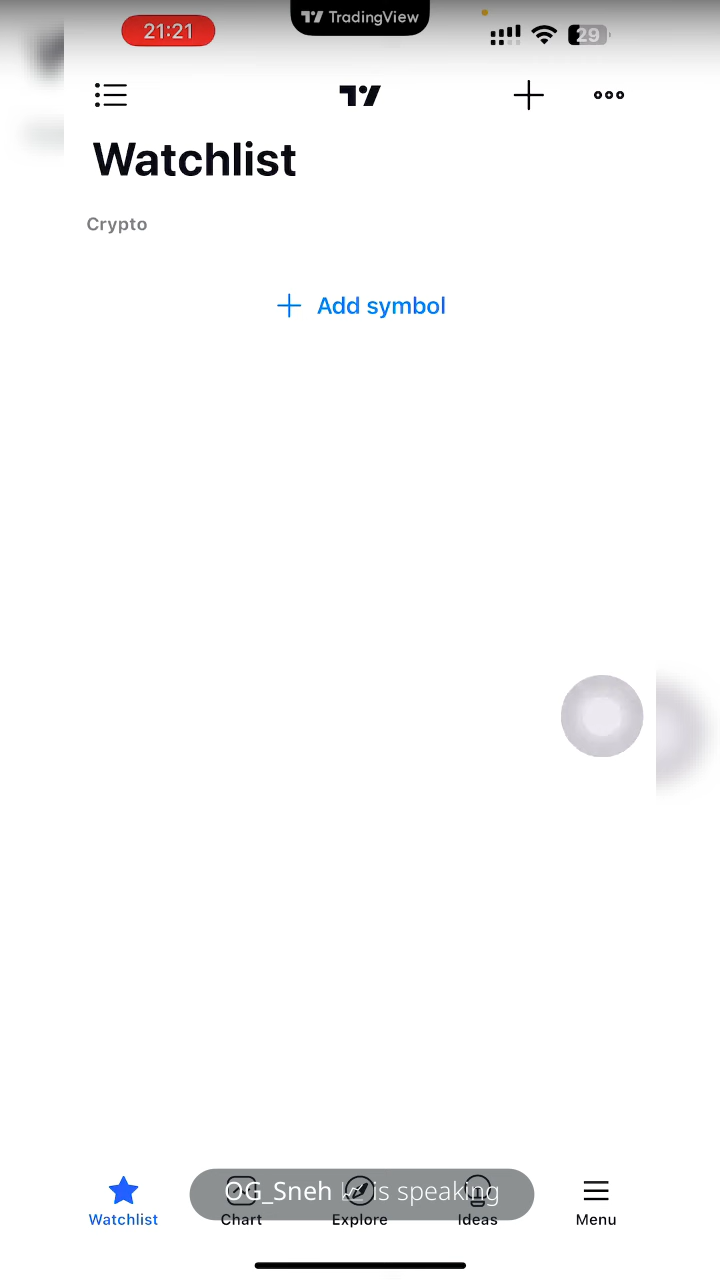 21:21
TradingView
29
Watchlist
Crypto
+ Add symbol
OG_Sneh 📈 is speaking
Watchlist
Chart
Explore
Ideas
Menu